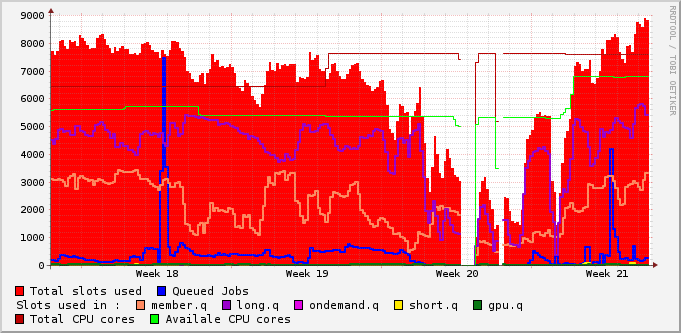 9000
8000
7000
6000
5000
4000
3000
2000
1000
0
Week 18 Week 19 Week 20 Week 21
RRDTOOL / TOBI OETIKER
Total slots used Queued Jobs
Slots used in : member.q long.q ondemand.q short.q gpu.q
Total CPU cores Availale CPU cores